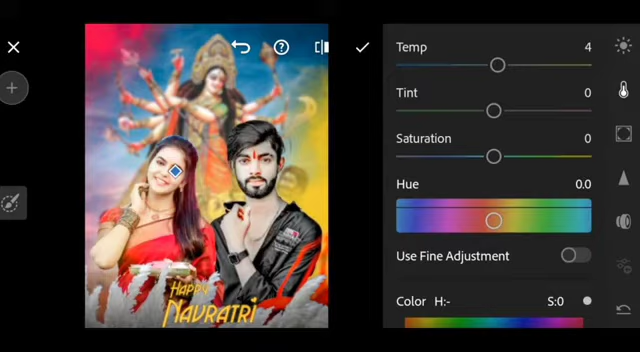 Happy
NAVRATRI
Temp 4
Tint 0
Saturation 0
Hue 0.0
Use Fine Adjustment
Color H:- S:0